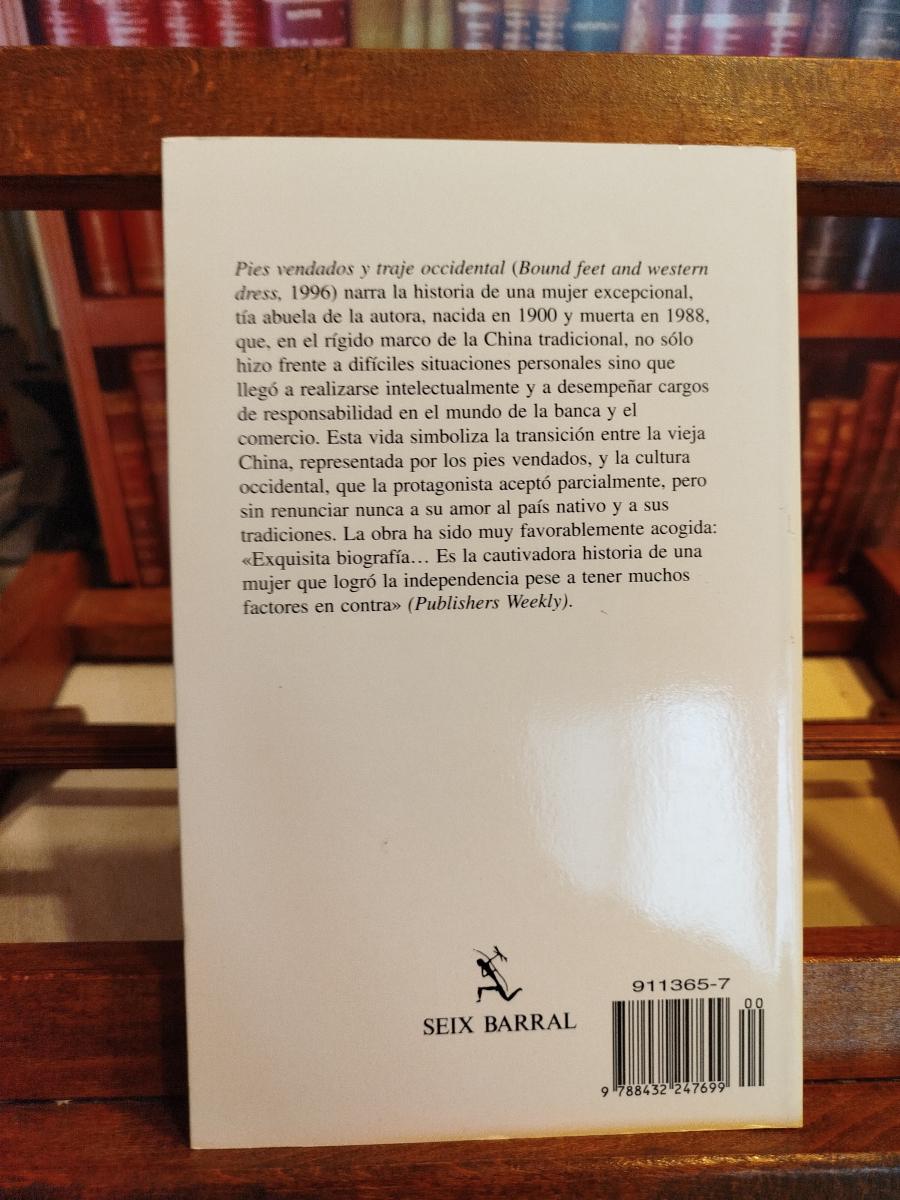 Pies vendados y traje occidental (Bound feet and western
dress, 1996) narra la historia de una mujer excepcional,
tía abuela de la autora, nacida en 1900 y muerta en 1988,
que, en el rígido marco de la China tradicional, no sólo
hizo frente a difíciles situaciones personales sino que
llegó a realizarse intelectualmente y a desempeñar cargos
de responsabilidad en el mundo de la banca y el
comercio. Esta vida simboliza la transición entre la vieja
China, representada por los pies vendados, y la cultura
occidental, que la protagonista aceptó parcialmente, pero
sin renunciar nunca a su amor al país nativo y a sus
tradiciones. La obra ha sido muy favorablemente acogida:
«Exquisita biografía... Es la cautivadora historia de una
mujer que logró la independencia pese a tener muchos
factores en contra» (Publishers Weekly).
SEIX BARRAL
911365-7
00
9 788432 247699